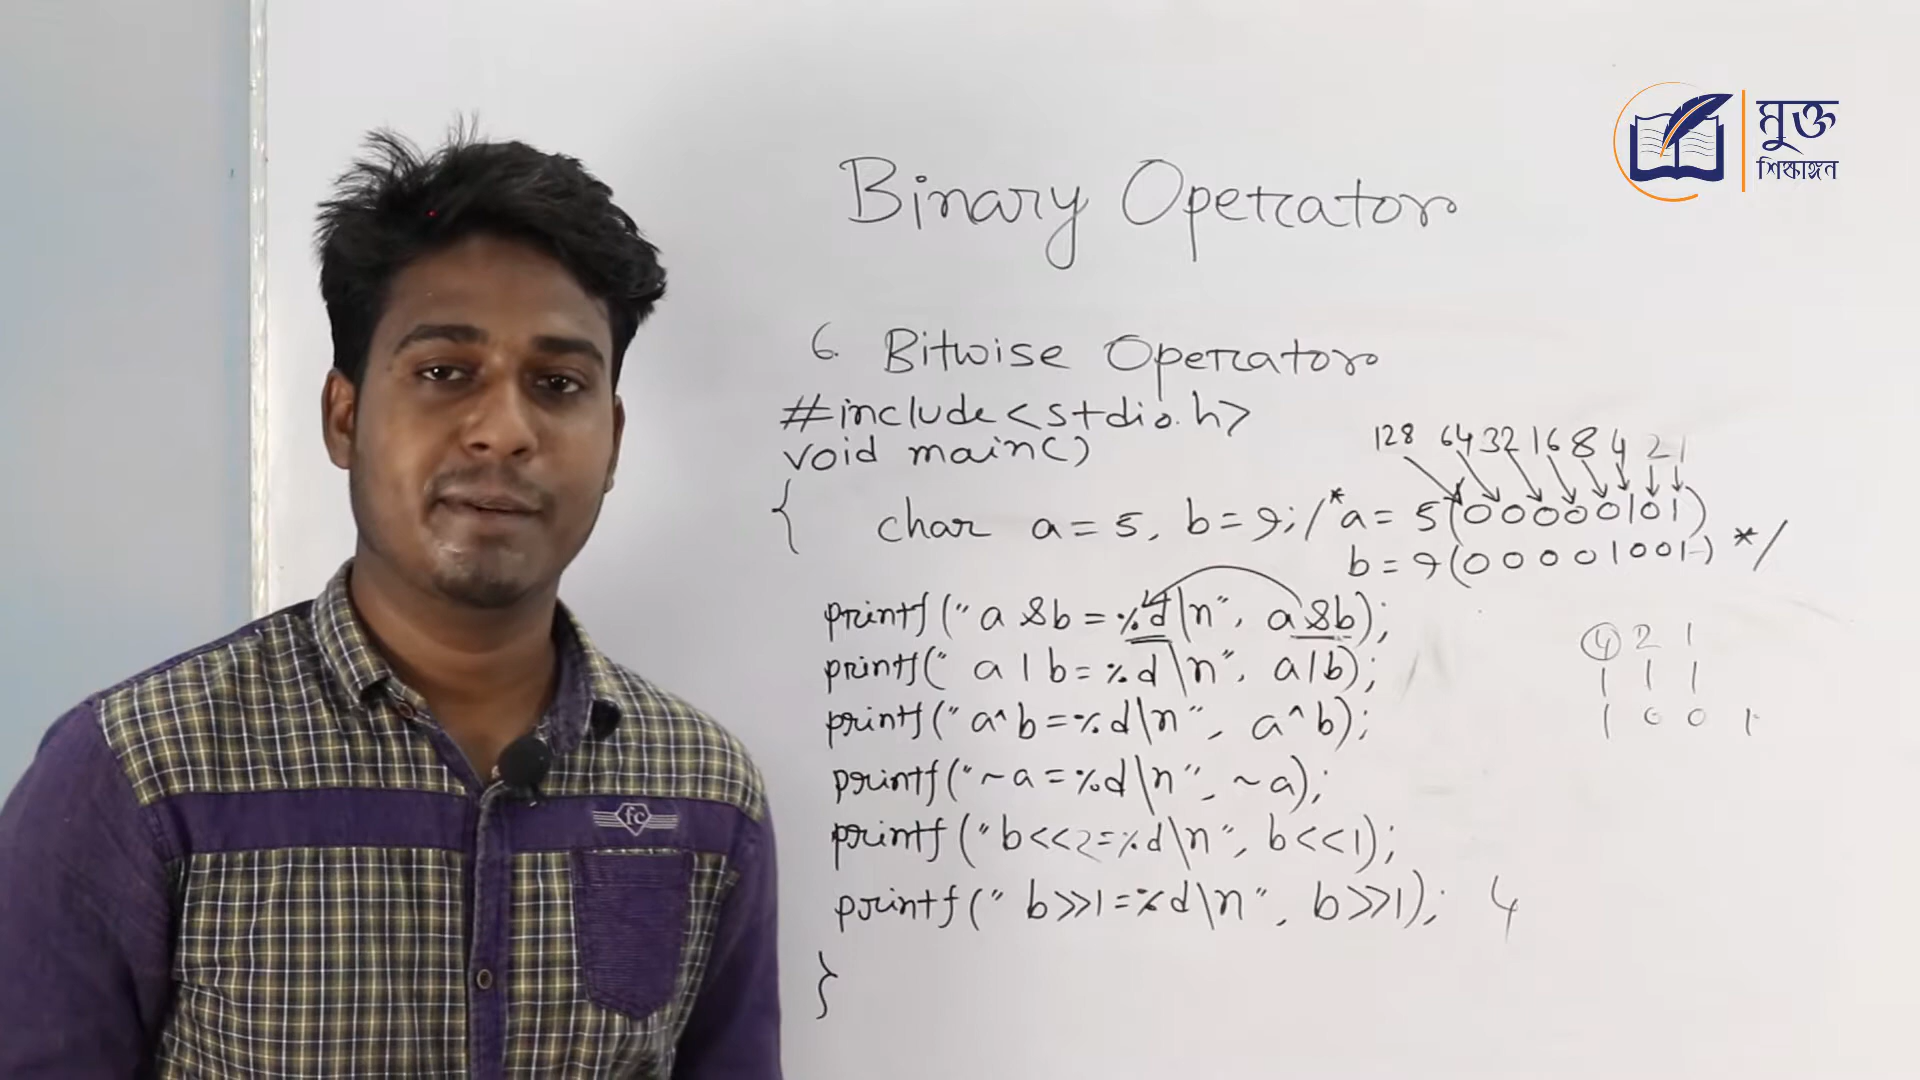 মুক্ত
শিক্ষাঙ্গন
Binary Operator
6. Bitwise Operator
#include<stdio.h>
void main()
128 64 32 16 8 4 2 1
{ char a = 5, b = 9; /*a = 5(00000101)
b = 9(00001001) */
printf("a &b = %d\n", a &b);
printf(" a | b = %d\n", a | b);
printf(" a^b = %d\n", a^b);
printf("~a = %d\n", ~a);
printf("b<<2=%d\n", b<<1);
printf(" b>>1=%d\n", b>>1); 4
}
4 2 1
1 1 1
1 0 0 1
fc